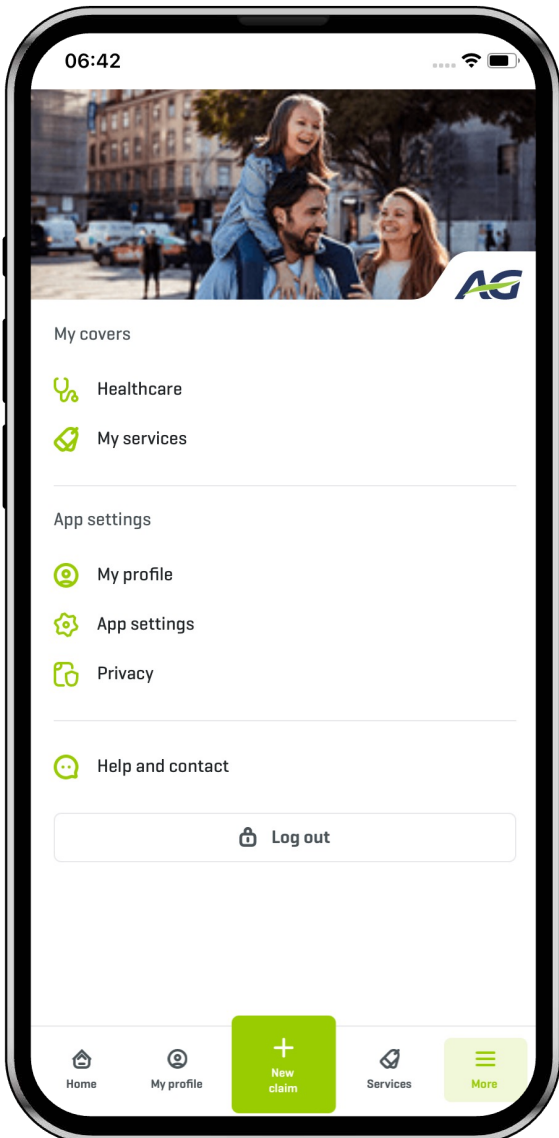 06:42
AG
My covers
Healthcare
My services
App settings
My profile
App settings
Privacy
Help and contact
Log out
Home
My profile
New
claim
Services
More